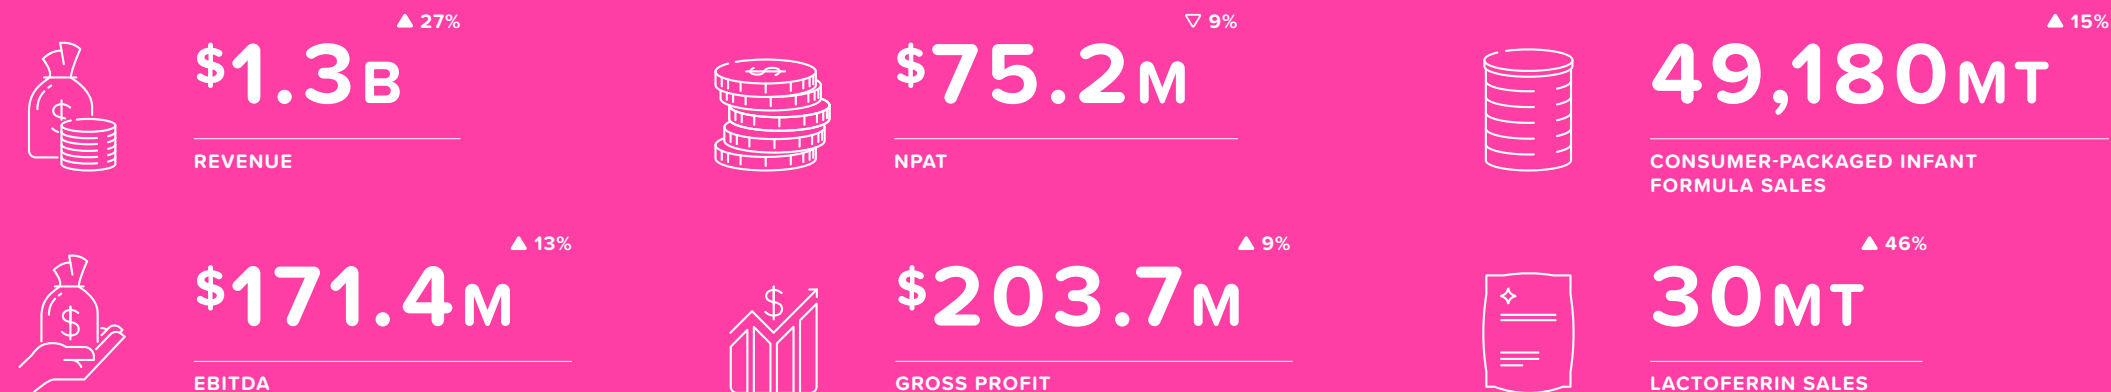 ▲ 27%
$1.3B
REVENUE
▽ 9%
$75.2M
NPAT
▲ 15%
49,180MT
CONSUMER-PACKAGED INFANT
FORMULA SALES
▲ 13%
$171.4M
EBITDA
▲ 9%
$203.7M
GROSS PROFIT
▲ 46%
30MT
LACTOFERRIN SALES